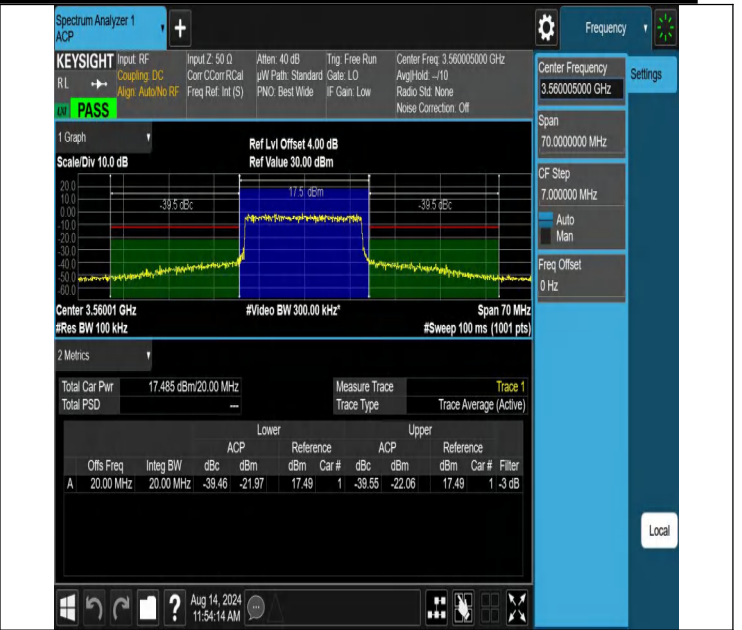 Spectrum Analyzer 1
ACP
+
Frequency
KEYSIGHT Input: RF Input Z: 50 Ω Atten: 40 dB Trig: Free Run Center Freq: 3.560005000 GHz
RL Coupling: DC Corr CCorr RCal µW Path: Standard Gate: LO Avg|Hold: --/10
Align: Auto/No RF Freq Ref: Int (S) PNO: Best Wide IF Gain: Low Radio Std: None
Noise Correction: Off
PASS
Center Frequency
3.560005000 GHz
Settings
Span
70.0000000 MHz
CF Step
7.000000 MHz
Auto
Man
Freq Offset
0 Hz
Local
1 Graph
Ref Lvl Offset 4.00 dB
Scale/Div 10.0 dB Ref Value 30.00 dBm
20.0
10.0
0.00
-10.0
-20.0
-30.0
-40.0
-50.0
-60.0
-39.5 dBc 17.5 dBm -39.5 dBc
Center 3.56001 GHz #Video BW 300.00 kHz* Span 70 MHz
#Res BW 100 kHz #Sweep 100 ms (1001 pts)
2 Metrics
Total Car Pwr 17.485 dBm/20.00 MHz Measure Trace Trace 1
Total PSD --- Trace Type Trace Average (Active)
Lower Upper
ACP Reference ACP Reference
Offs Freq Integ BW dBc dBm dBm Car # dBc dBm dBm Car # Filter
A 20.00 MHz 20.00 MHz -39.46 -21.97 17.49 1 -39.55 -22.06 17.49 1 -3 dB
? Aug 14, 2024
11:54:14 AM